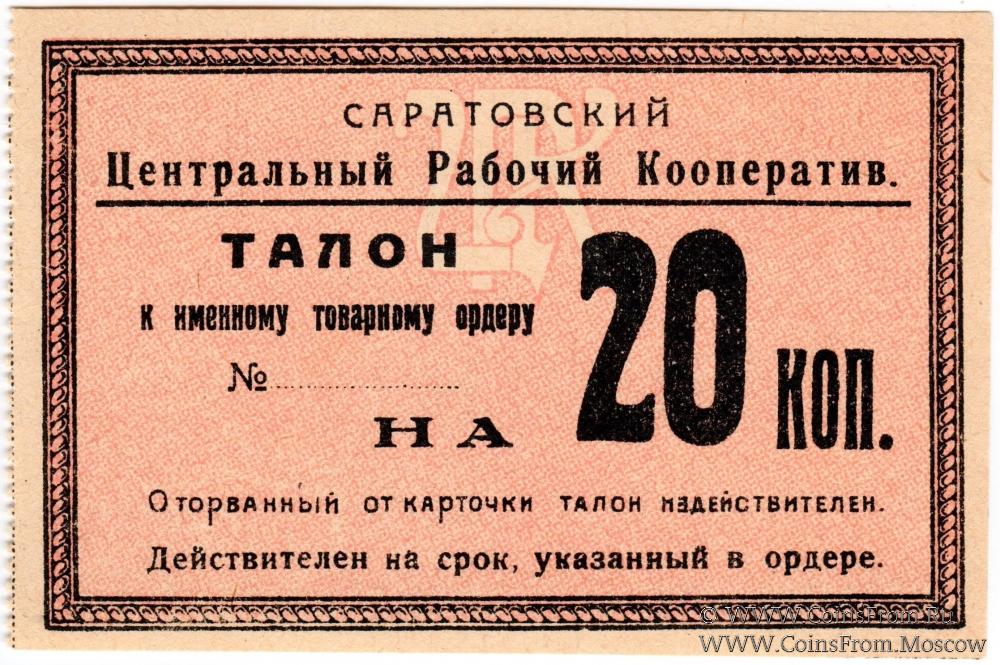 САРАТОВСКИЙ
Центральный Рабочий Кооператив.
ТАЛОН
к именному товарному ордеру
№
НА
20 КОП.
Оторванный от карточки талон нздействителен.
Действителен на срок, указанный в ордере.
© WWW.CoinsFrom.Ru
WWW.CoinsFrom.Moscow